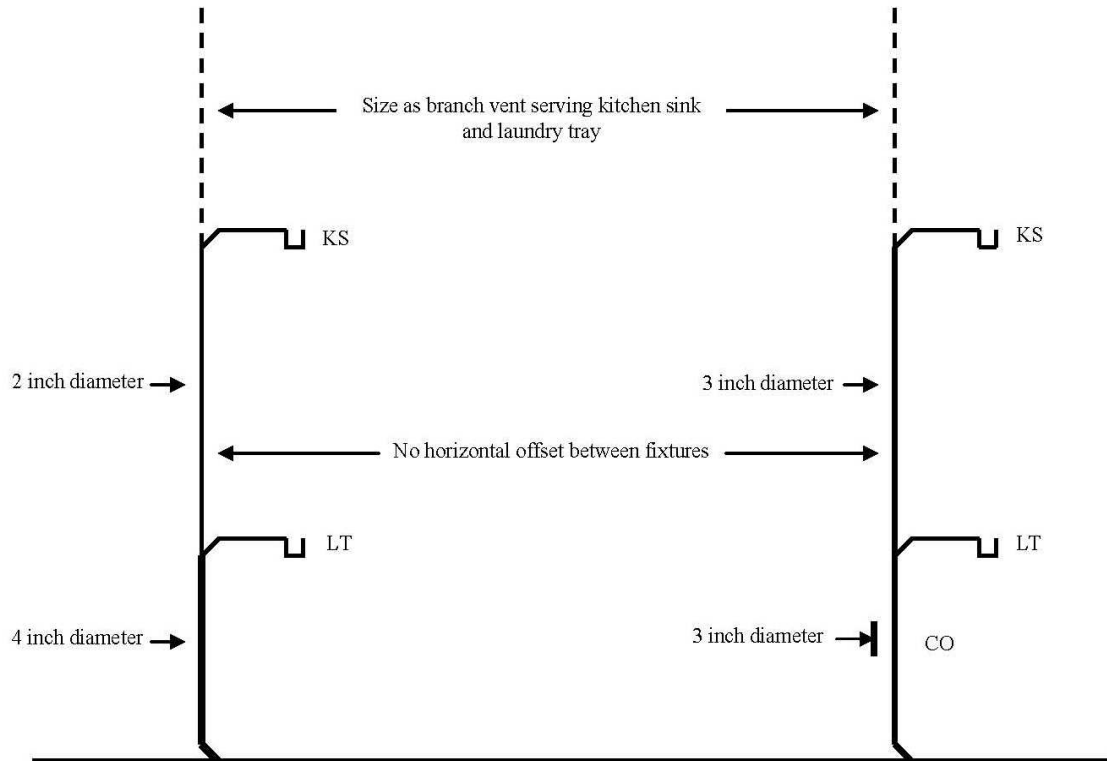 Size as branch vent serving kitchen sink
and laundry tray
KS
KS
2 inch diameter
3 inch diameter
No horizontal offset between fixtures
LT
LT
4 inch diameter
3 inch diameter
CO